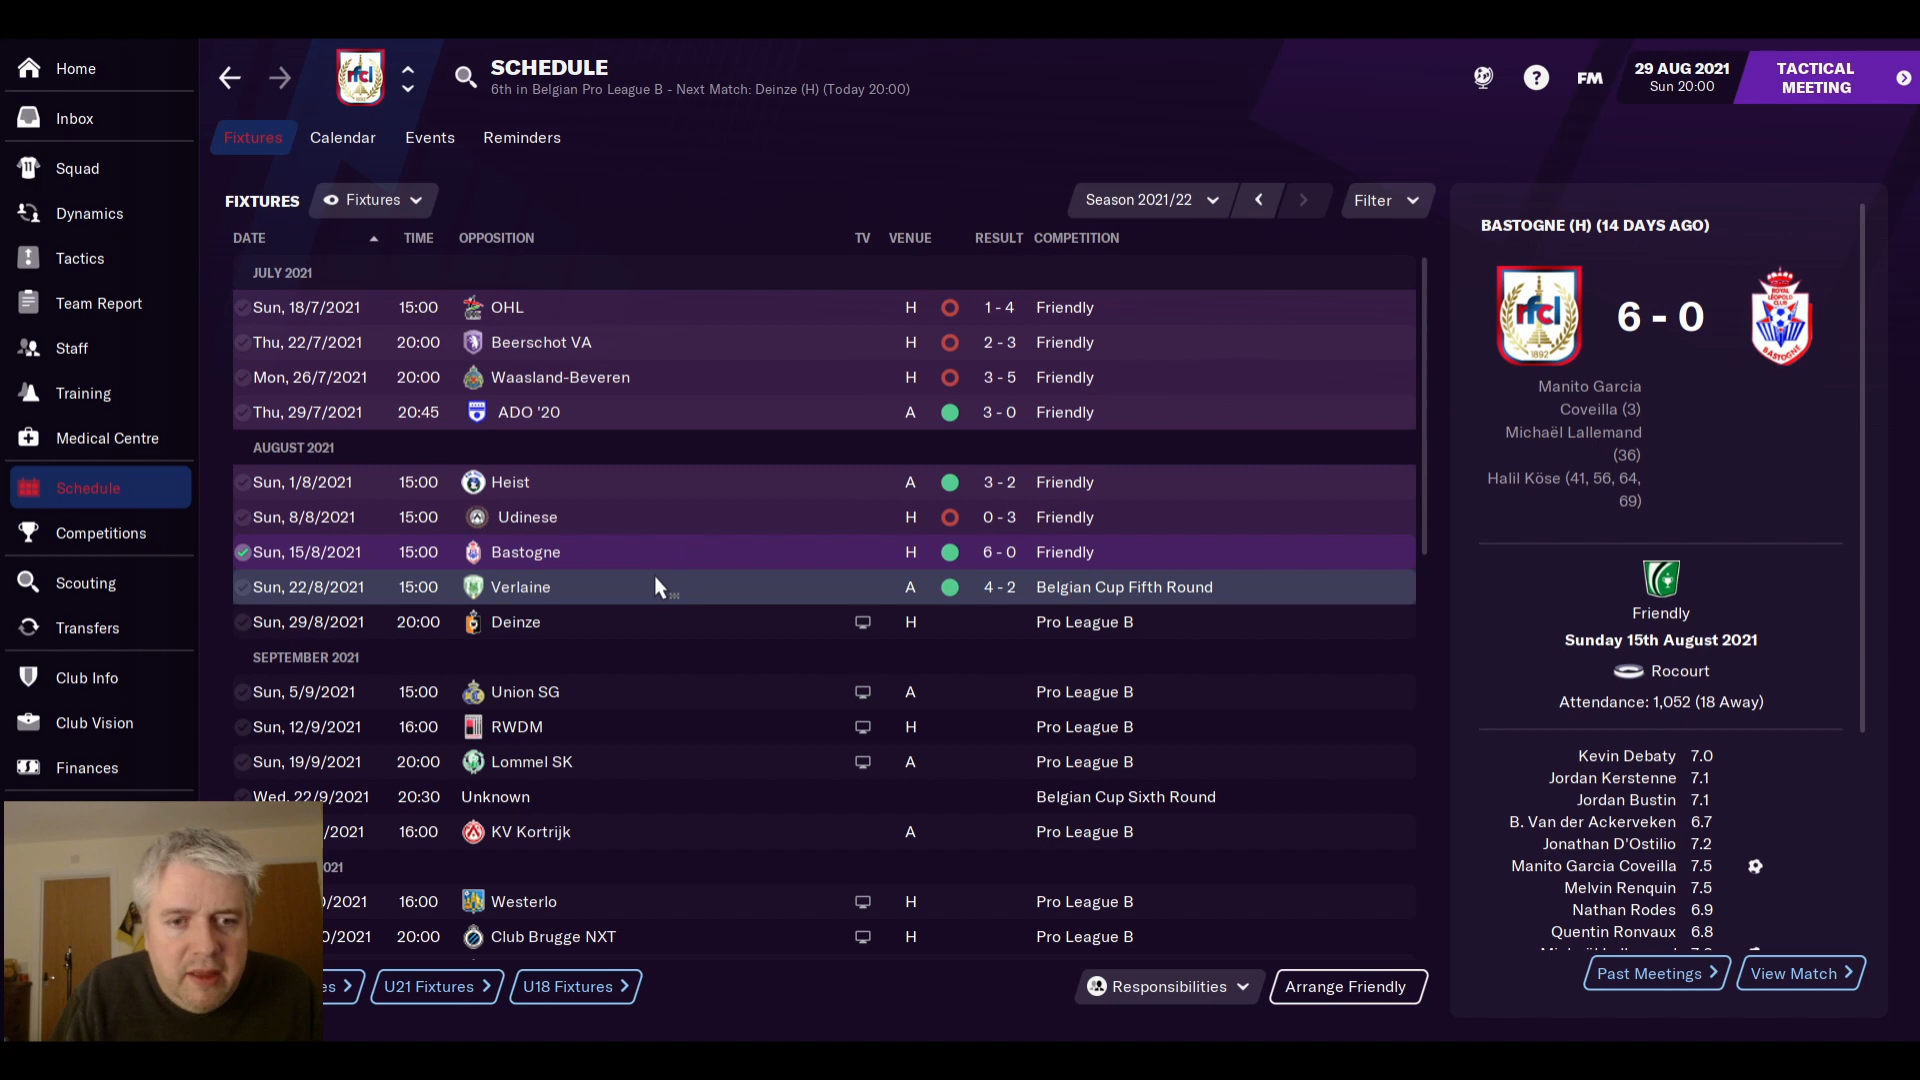 Home
Inbox
Squad
Dynamics
Tactics
Team Report
Staff
Training
Medical Centre
Schedule
Competitions
Scouting
Transfers
Club Info
Club Vision
Finances
rfcl
SCHEDULE
6th in Belgian Pro League B - Next Match: Deinze (H) (Today 20:00)
FM
29 AUG 2021
Sun 20:00
TACTICAL
MEETING
Fixtures Calendar Events Reminders
FIXTURES Fixtures Season 2021/22 Filter
DATE TIME OPPOSITION TV VENUE RESULT COMPETITION
JULY 2021
Sun, 18/7/2021 15:00 OHL H 1 - 4 Friendly
Thu, 22/7/2021 20:00 Beerschot VA H 2 - 3 Friendly
Mon, 26/7/2021 20:00 Waasland-Beveren H 3 - 5 Friendly
Thu, 29/7/2021 20:45 ADO '20 A 3 - 0 Friendly
AUGUST 2021
Sun, 1/8/2021 15:00 Heist A 3 - 2 Friendly
Sun, 8/8/2021 15:00 Udinese H 0 - 3 Friendly
Sun, 15/8/2021 15:00 Bastogne H 6 - 0 Friendly
Sun, 22/8/2021 15:00 Verlaine A 4 - 2 Belgian Cup Fifth Round
Sun, 29/8/2021 20:00 Deinze H Pro League B
SEPTEMBER 2021
Sun, 5/9/2021 15:00 Union SG A Pro League B
Sun, 12/9/2021 16:00 RWDM H Pro League B
Sun, 19/9/2021 20:00 Lommel SK A Pro League B
Wed, 22/9/2021 20:30 Unknown Belgian Cup Sixth Round
/2021 16:00 KV Kortrijk A Pro League B
021
/2021 16:00 Westerlo H Pro League B
0/2021 20:00 Club Brugge NXT H Pro League B
es U21 Fixtures U18 Fixtures Responsibilities Arrange Friendly
BASTOGNE (H) (14 DAYS AGO)
rfcl
1892
6 - 0
ROYAL
LÉOPOLD
CLUB
BASTOGNE
Manito Garcia
Coveilla (3)
Michaël Lallemand
(36)
Halil Köse (41, 56, 64,
69)
Friendly
Sunday 15th August 2021
Rocourt
Attendance: 1,052 (18 Away)
Kevin Debaty 7.0
Jordan Kerstenne 7.1
Jordan Bustin 7.1
B. Van der Ackerveken 6.7
Jonathan D'Ostilio 7.2
Manito Garcia Coveilla 7.5
Melvin Renquin 7.5
Nathan Rodes 6.9
Quentin Ronvaux 6.8
Past Meetings View Match